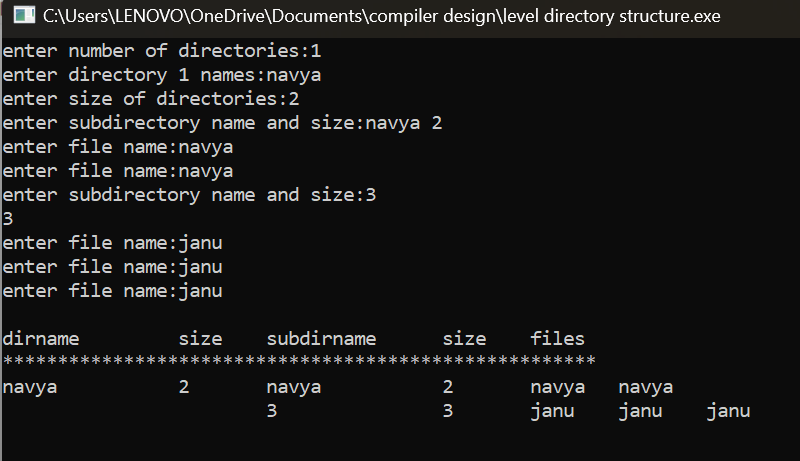 C:\Users\LENOVO\OneDrive\Documents\compiler design\level directory structure.exe
enter number of directories:1
enter directory 1 names:navya
enter size of directories:2
enter subdirectory name and size:navya 2
enter file name:navya
enter file name:navya
enter subdirectory name and size:3
3
enter file name:janu
enter file name:janu
enter file name:janu
dirname size subdirname size files
******************************************************
navya 2 navya 2 navya navya
3 3 janu janu janu